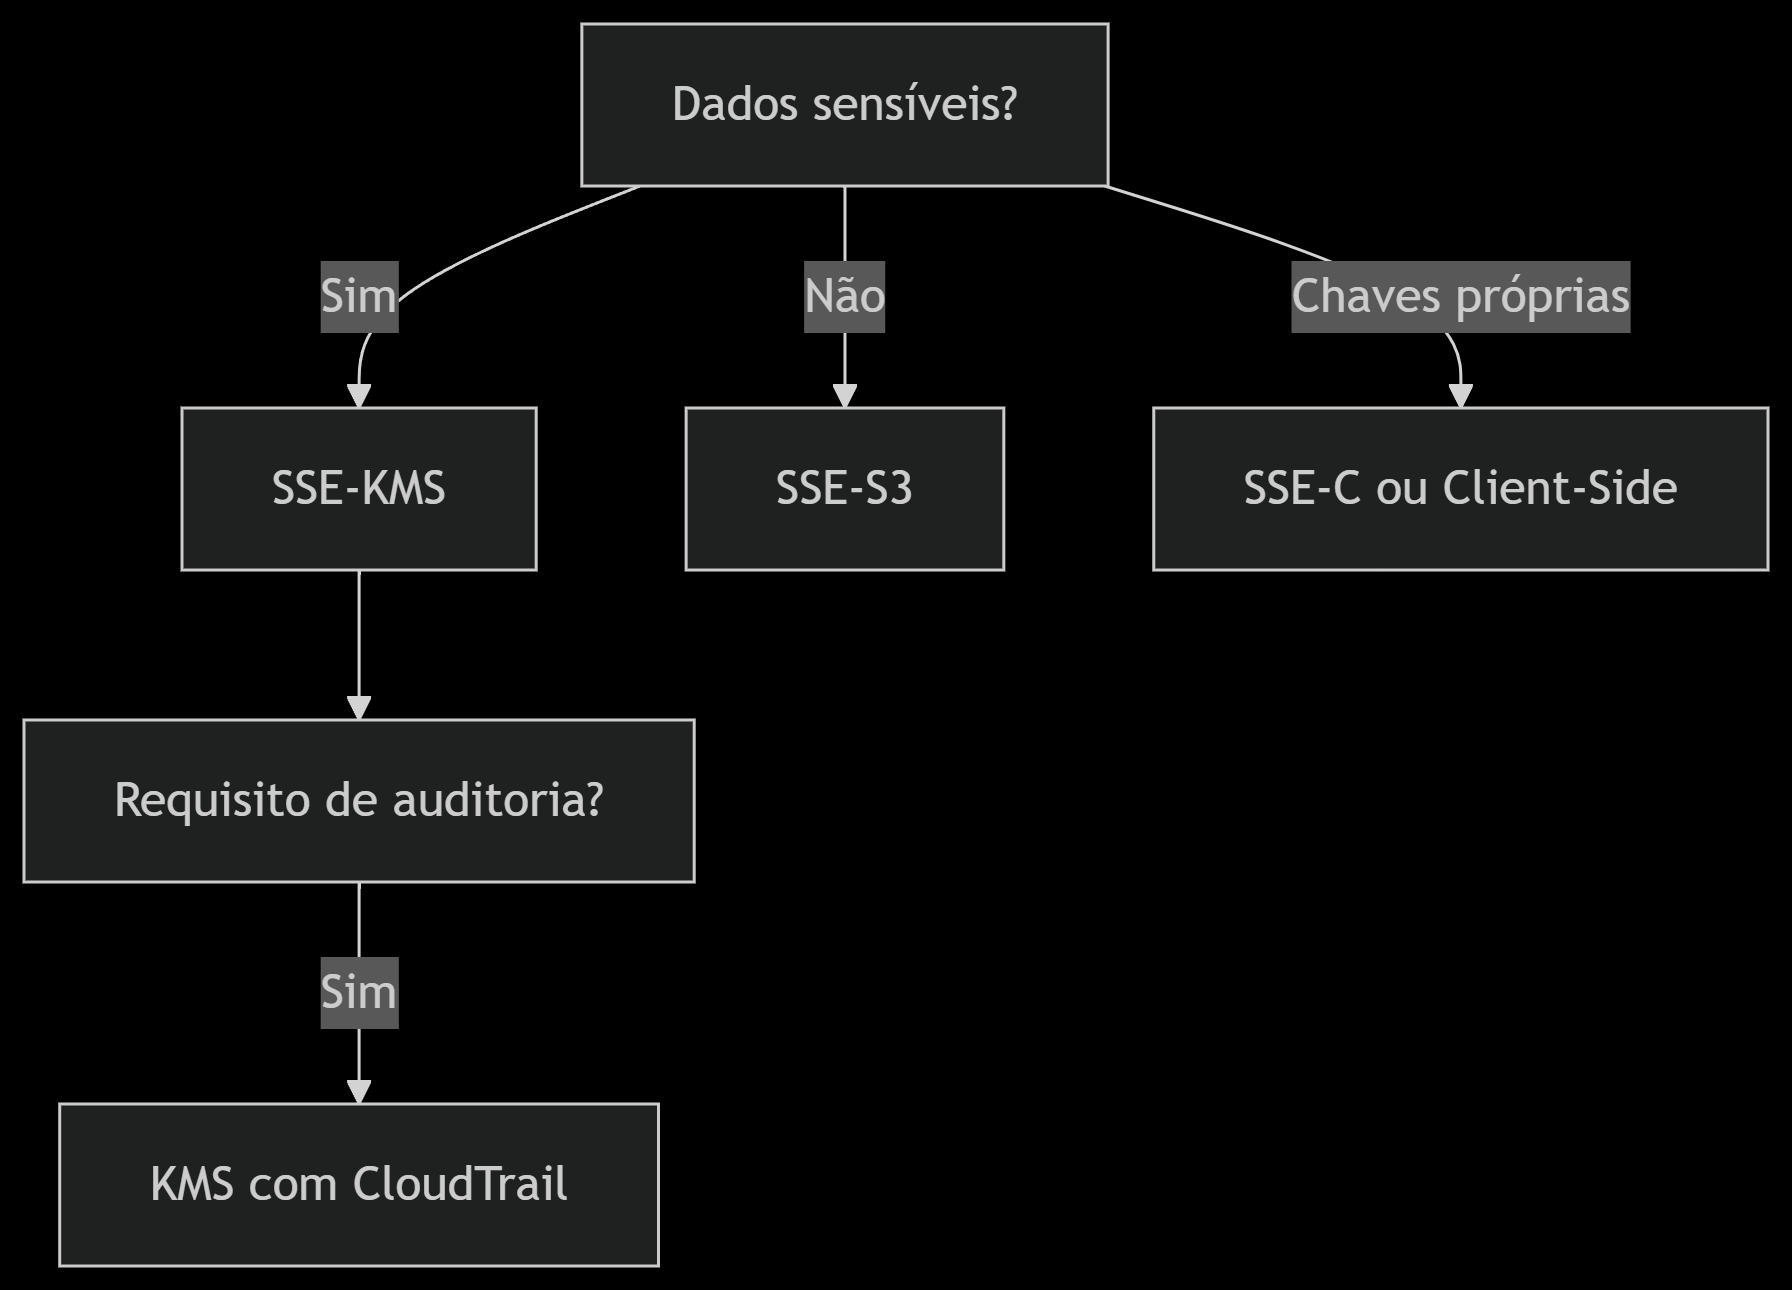 Dados sensíveis?
Sim
Não
Chaves próprias
SSE-KMS
SSE-S3
SSE-C ou Client-Side
Requisito de auditoria?
Sim
KMS com CloudTrail